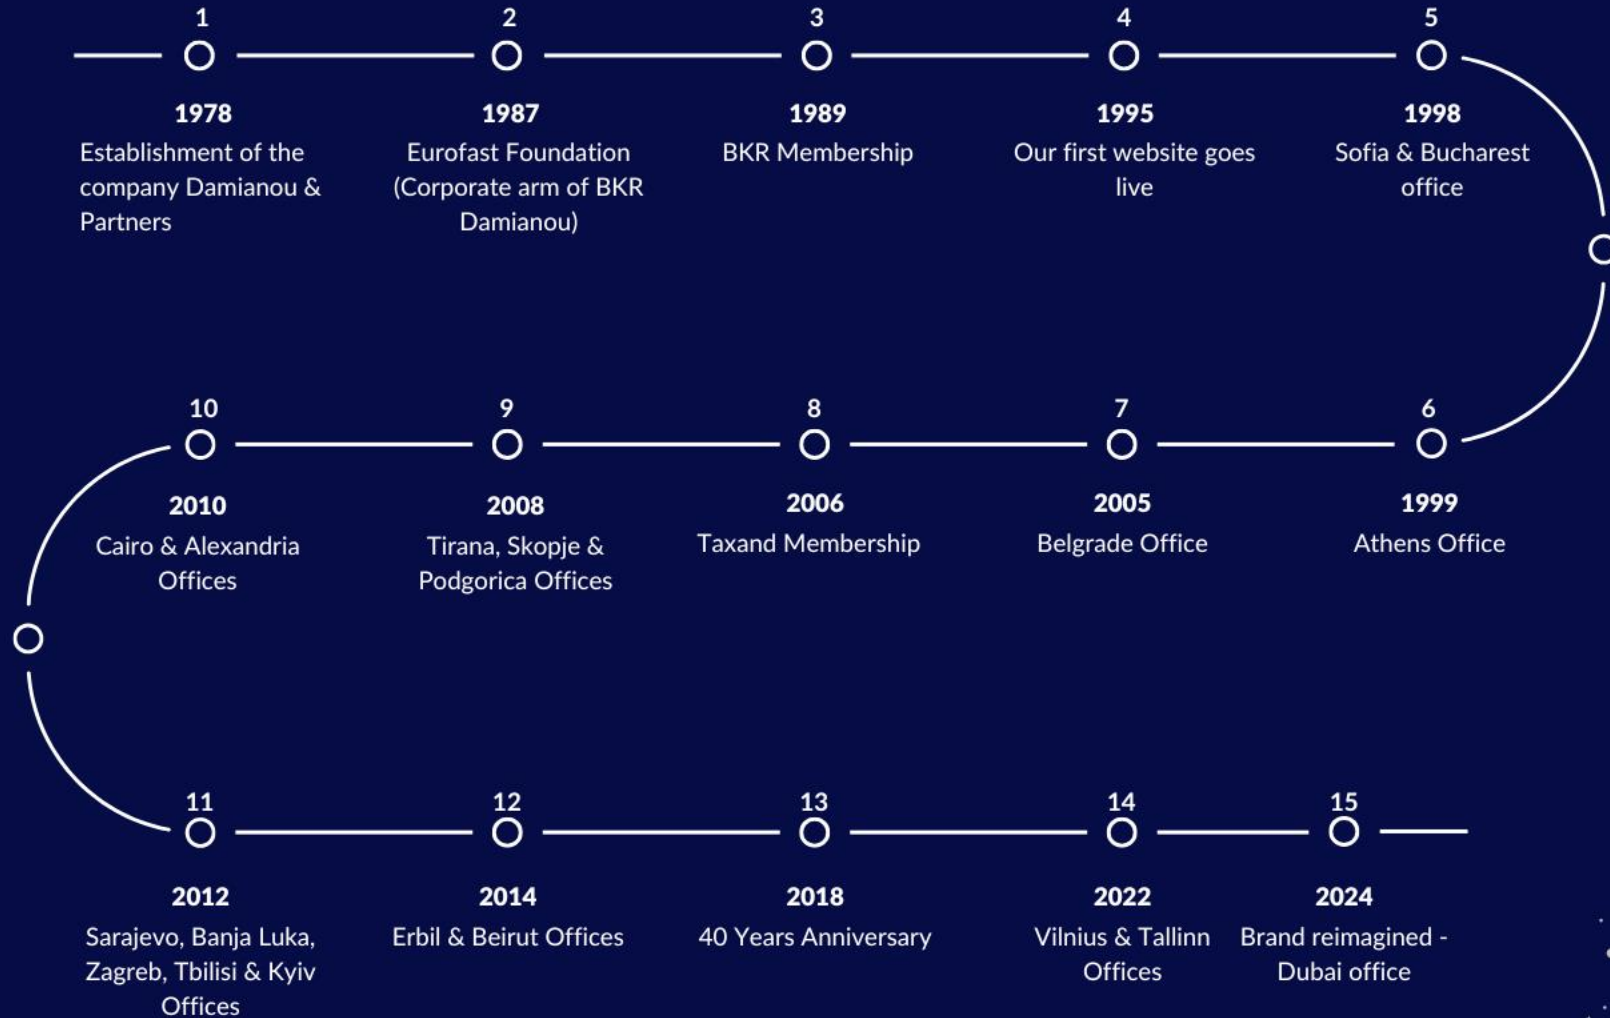 1
1978
Establishment of the
company Damianou &
Partners
2
1987
Eurofast Foundation
(Corporate arm of BKR
Damianou)
3
1989
BKR Membership
4
1995
Our first website goes
live
5
1998
Sofia & Bucharest
office
6
1999
Athens Office
7
2005
Belgrade Office
8
2006
Taxand Membership
9
2008
Tirana, Skopje &
Podgorica Offices
10
2010
Cairo & Alexandria
Offices
11
2012
Sarajevo, Banja Luka,
Zagreb, Tbilisi & Kyiv
Offices
12
2014
Erbil & Beirut Offices
13
2018
40 Years Anniversary
14
2022
Vilnius & Tallinn
Offices
15
2024
Brand reimagined -
Dubai office